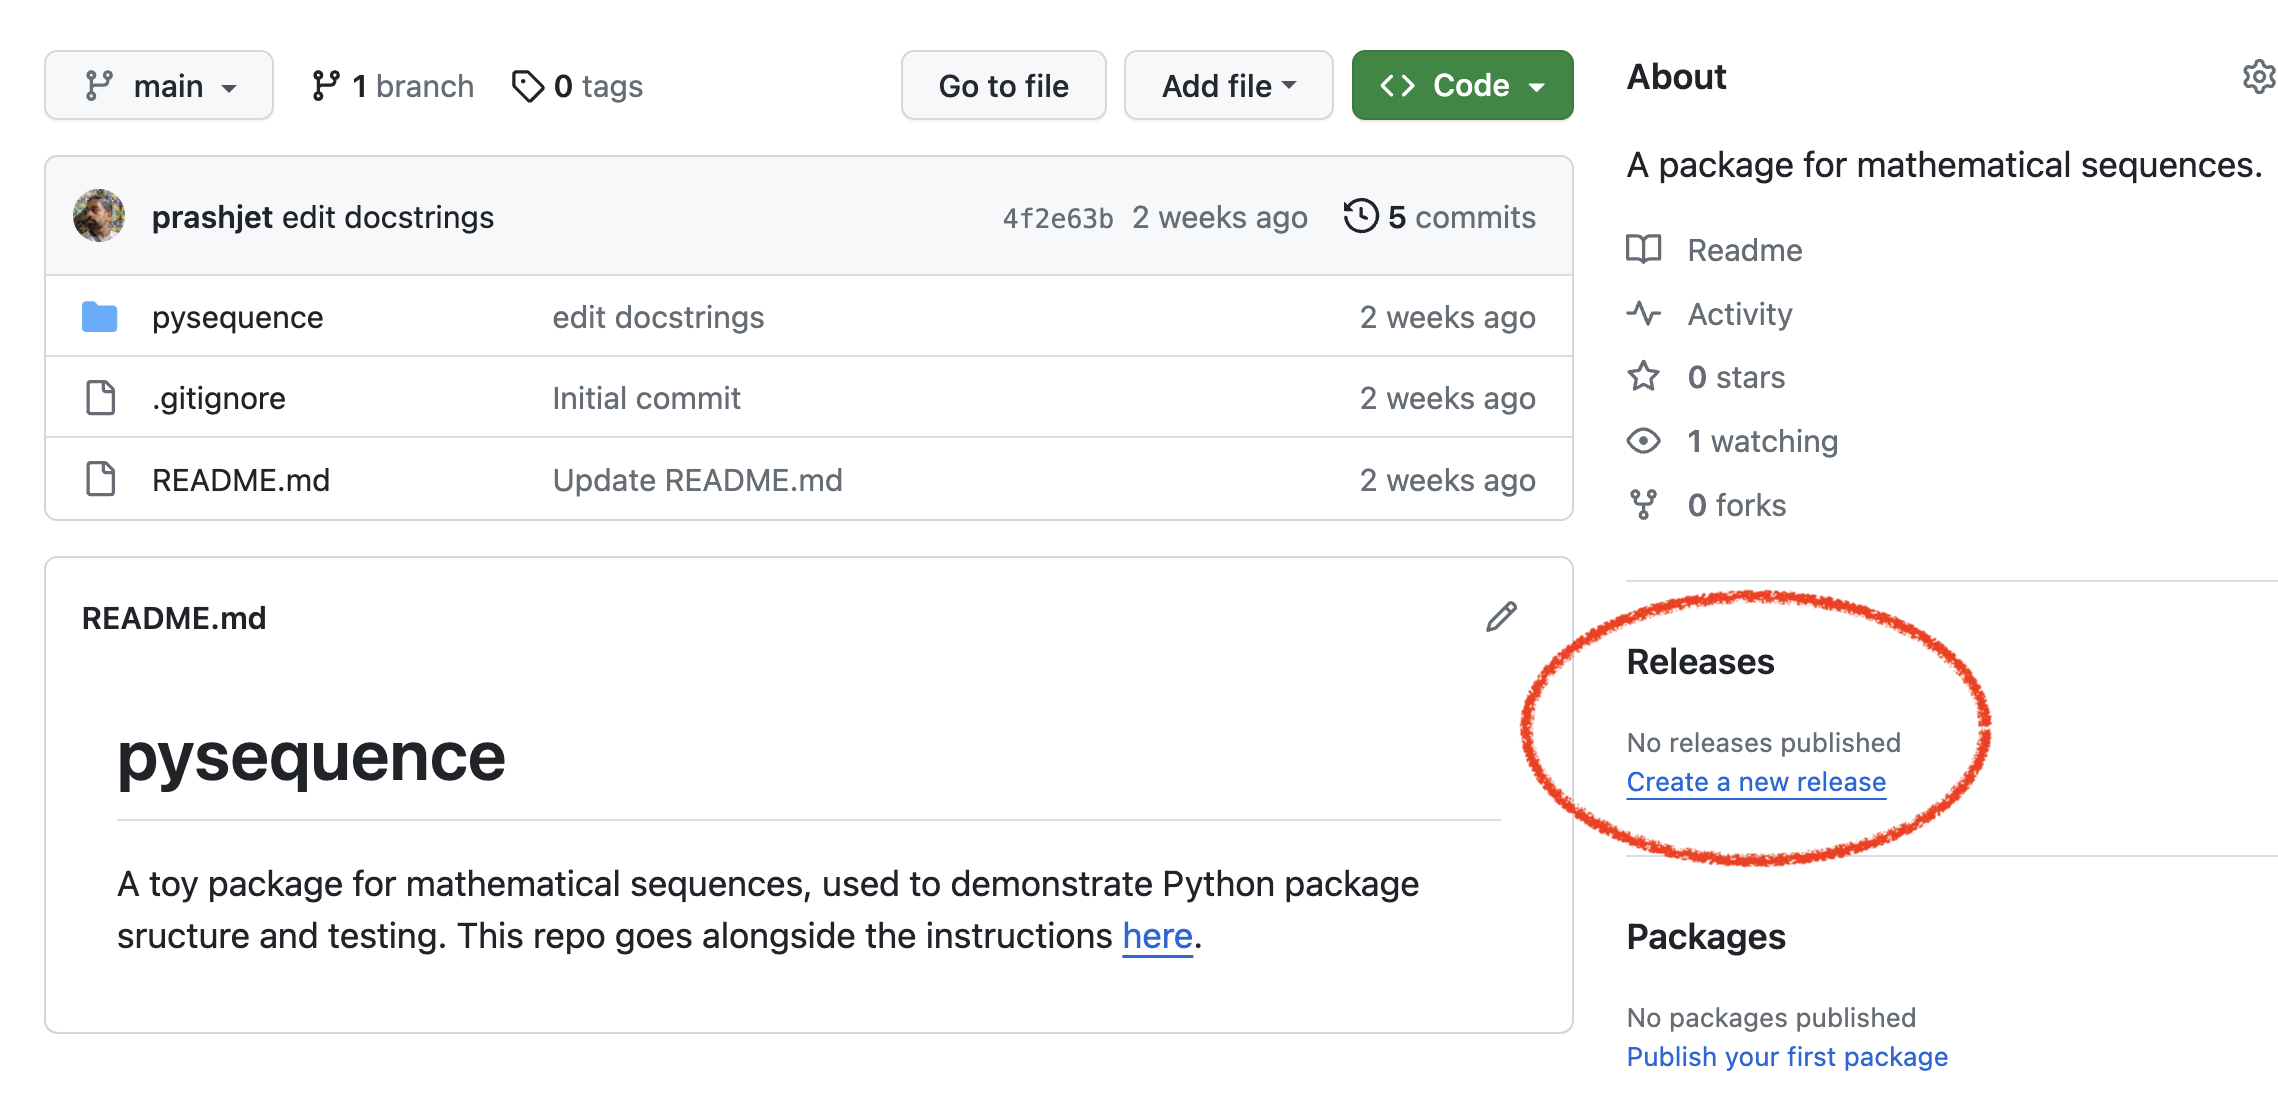 main 1 branch 0 tags Go to file Add file Code
prashjet edit docstrings 4f2e63b 2 weeks ago 5 commits
pysequence edit docstrings 2 weeks ago
.gitignore Initial commit 2 weeks ago
README.md Update README.md 2 weeks ago
README.md
pysequence
A toy package for mathematical sequences, used to demonstrate Python package
sructure and testing. This repo goes alongside the instructions here.
About
A package for mathematical sequences.
Readme
Activity
0 stars
1 watching
0 forks
Releases
No releases published
Create a new release
Packages
No packages published
Publish your first package